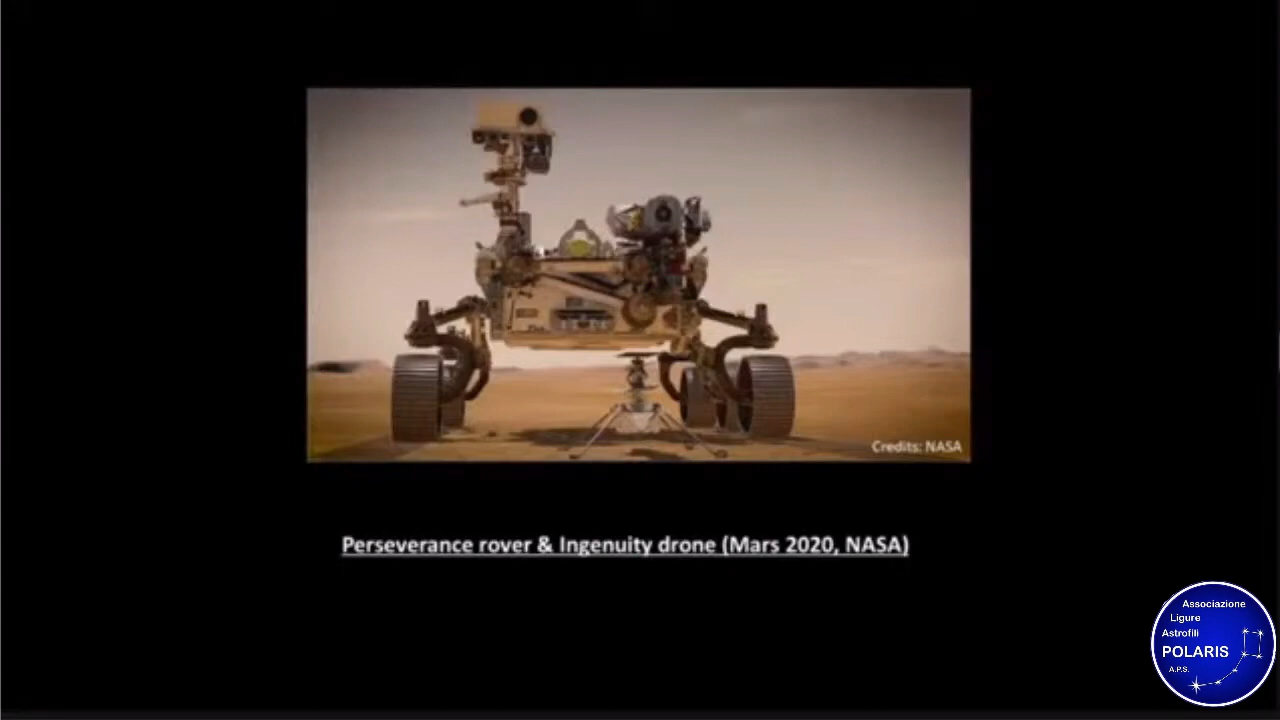 Credits: NASA
Perseverance rover & Ingenuity drone (Mars 2020, NASA)
Associazione
Ligure
Astrofili
POLARIS
A.P.S.